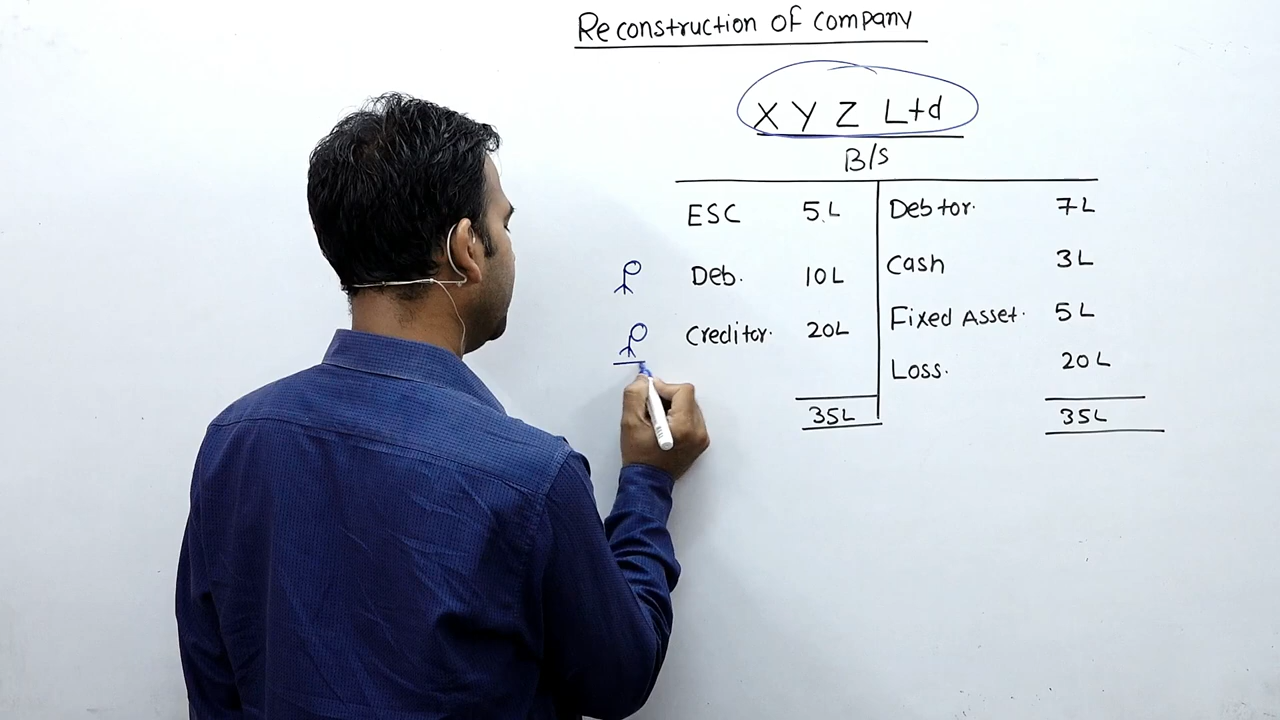 Reconstruction of company
XYZ Ltd
B/s
ESC 5L Debtor. 7L
Deb. 10L Cash 3L
Creditor. 20L Fixed Asset. 5L
Loss. 20L
35L 35L